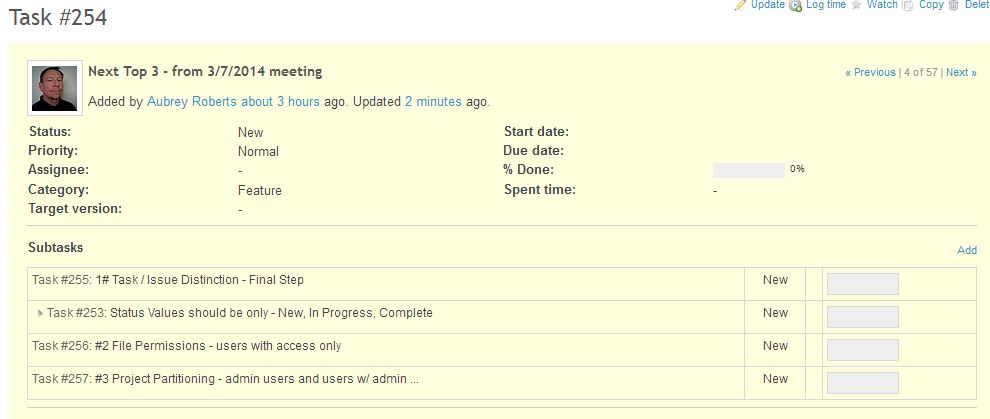 Task #254
Update Log time Watch Copy Delet
Next Top 3 - from 3/7/2014 meeting
« Previous | 4 of 57 | Next »
Added by Aubrey Roberts about 3 hours ago. Updated 2 minutes ago.
Status: New Start date:
Priority: Normal Due date:
Assignee: - % Done: 0%
Category: Feature Spent time: -
Target version: -
Subtasks Add
Task #255: 1# Task / Issue Distinction - Final Step New
Task #253: Status Values should be only - New, In Progress, Complete New
Task #256: #2 File Permissions - users with access only New
Task #257: #3 Project Partitioning - admin users and users w/ admin ... New